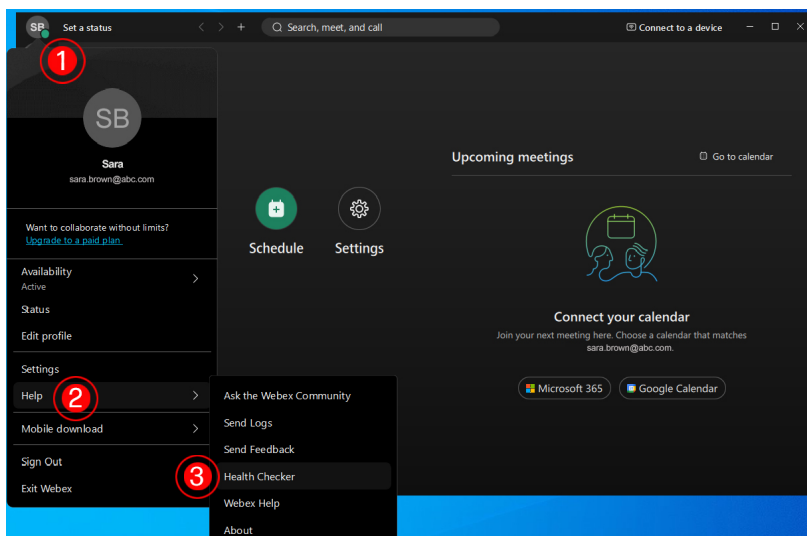 SB Set a status Search, meet, and call Connect to a device
1
SB
Sara
sara.brown@abc.com
Want to collaborate without limits?
Upgrade to a paid plan
Availability
Active
Status
Edit profile
Settings
Help 2
Mobile download
Sign Out
Exit Webex
Ask the Webex Community
Send Logs
Send Feedback
3 Health Checker
Webex Help
About
Schedule Settings
Upcoming meetings Go to calendar
Connect your calendar
Join your next meeting here. Choose a calendar that matches
sara.brown@abc.com.
Microsoft 365 Google Calendar